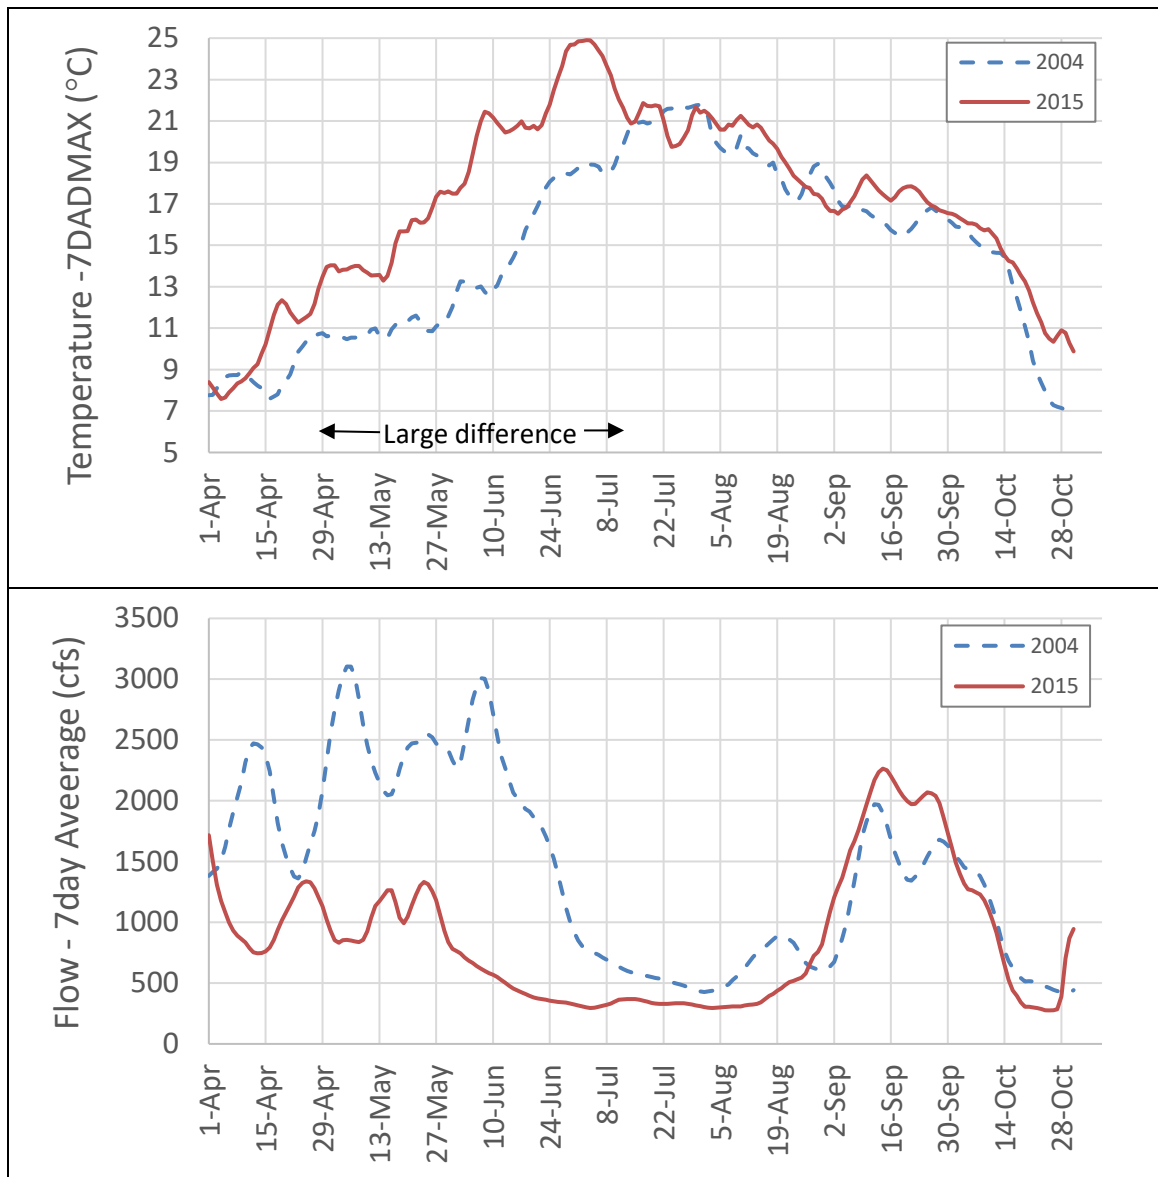 Temperature -7DADMAX (°C)
25
23
21
19
17
15
13
11
9
7
5
2004
2015
Large difference
1-Apr
15-Apr
29-Apr
13-May
27-May
10-Jun
24-Jun
8-Jul
22-Jul
5-Aug
19-Aug
2-Sep
16-Sep
30-Sep
14-Oct
28-Oct
Flow - 7day Aveerage (cfs)
3500
3000
2500
2000
1500
1000
500
0
2004
2015
1-Apr
15-Apr
29-Apr
13-May
27-May
10-Jun
24-Jun
8-Jul
22-Jul
5-Aug
19-Aug
2-Sep
16-Sep
30-Sep
14-Oct
28-Oct